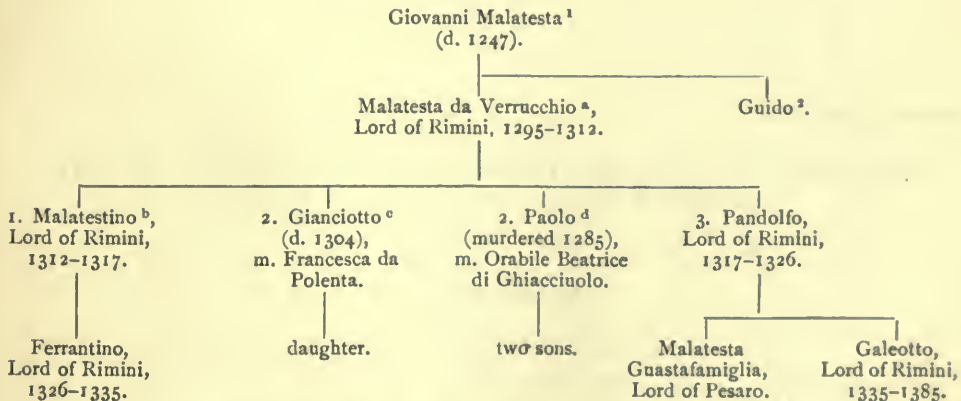 Giovanni Malatesta ¹
(d. 1247).
Malatesta da Verrucchio ᵃ,
Lord of Rimini, 1295–1312.
Guido ².
1. Malatestino ᵇ,
Lord of Rimini,
1312–1317.
2. Gianciotto ᶜ
(d. 1304),
m. Francesca da
Polenta.
2. Paolo ᵈ
(murdered 1285),
m. Orabile Beatrice
di Ghiacciuolo.
3. Pandolfo,
Lord of Rimini,
1317–1326.
Ferrantino,
Lord of Rimini,
1326–1335.
daughter.
two sons.
Malatesta
Guastafamiglia,
Lord of Pesaro.
Galeotto,
Lord of Rimini,
1335–1385.